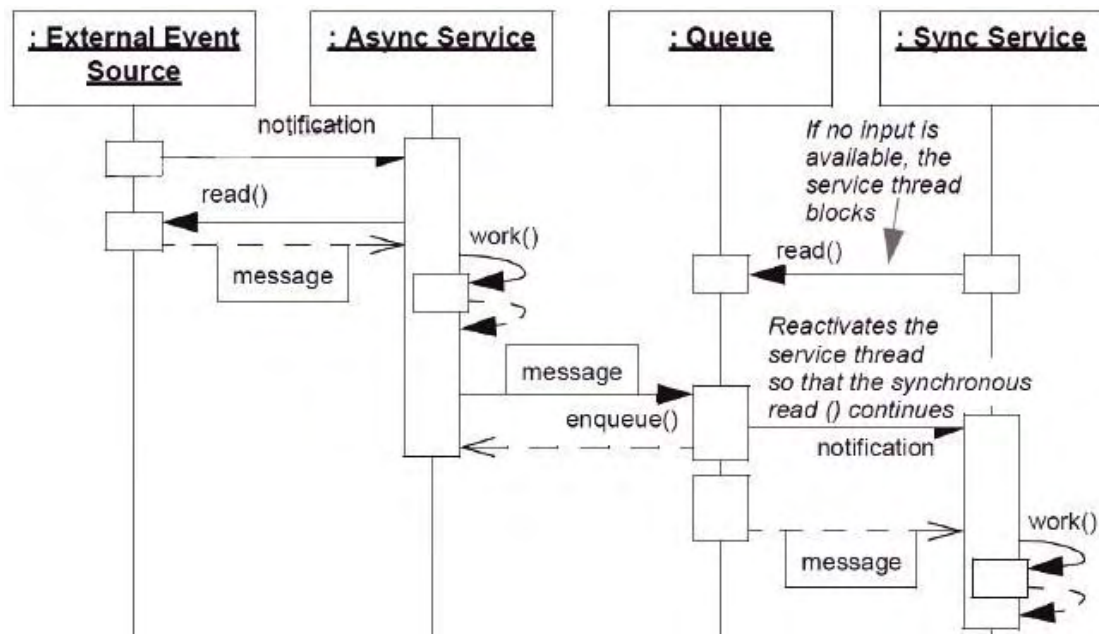 : External Event
Source
: Async Service
: Queue
: Sync Service
notification
If no input is
available, the
service thread
blocks
read()
work()
read()
message
Reactivates the
service thread
so that the synchronous
read () continues
message
enqueue()
notification
work()
message